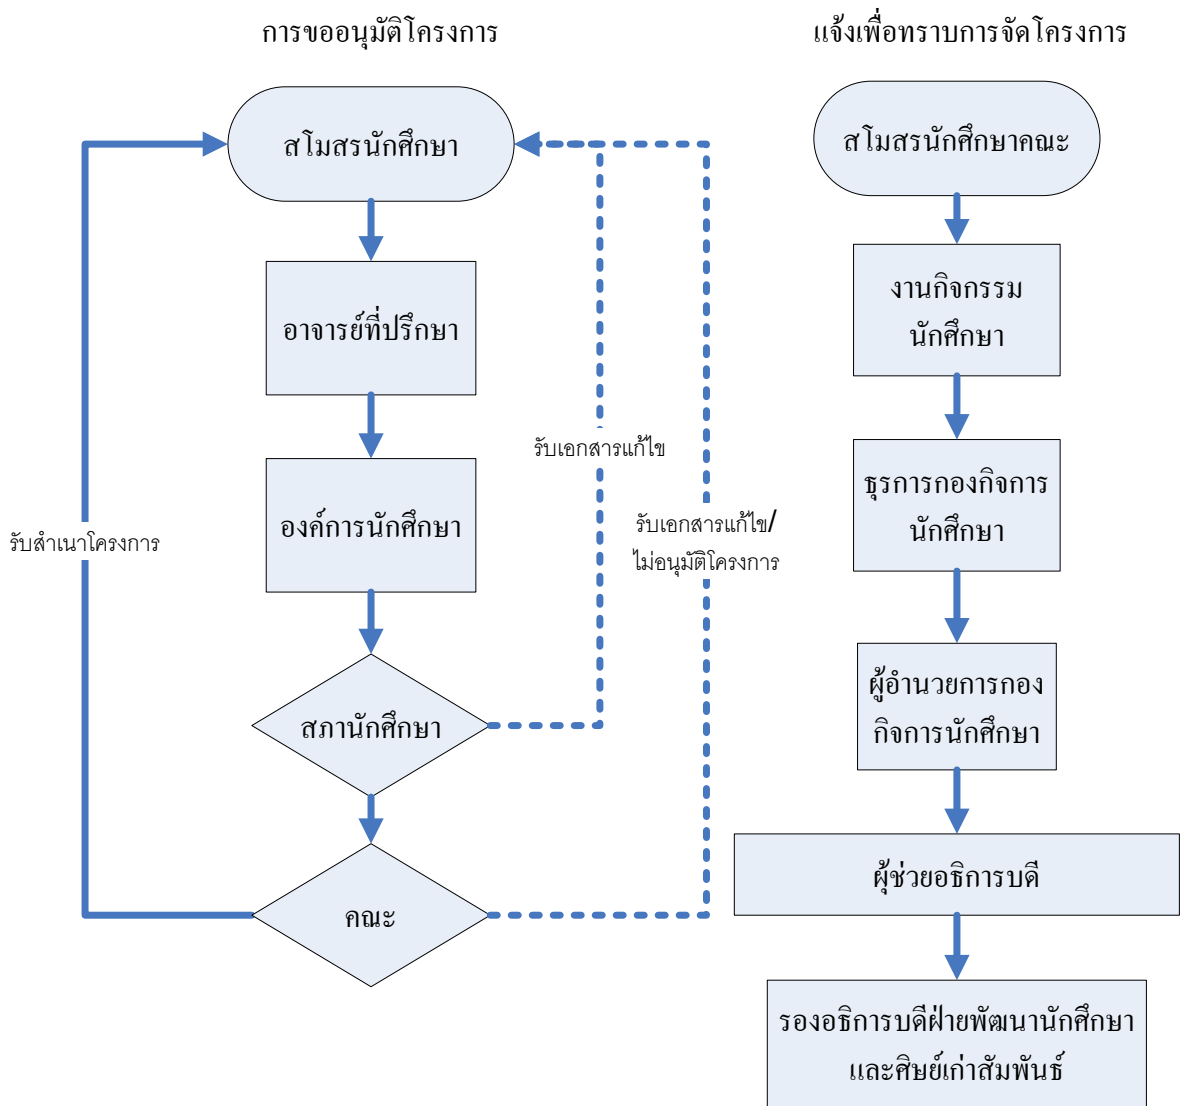 การขออนุมัติโครงการ
สโมสรนักศึกษา
อาจารย์ที่ปรึกษา
องค์การนักศึกษา
สภานักศึกษา
คณะ
รับสำเนาโครงการ
รับเอกสารแก้ไข
รับเอกสารแก้ไข/
ไม่อนุมัติโครงการ
แจ้งเพื่อทราบการจัดโครงการ
สโมสรนักศึกษาคณะ
งานกิจกรรม
นักศึกษา
ธุรการกองกิจการ
นักศึกษา
ผู้อำนวยการกอง
กิจการนักศึกษา
ผุ้ช่วยอธิการบดี
รองอธิการบดีฝ่ายพัฒนานักศึกษา
และศิษย์เก่าสัมพันธ์